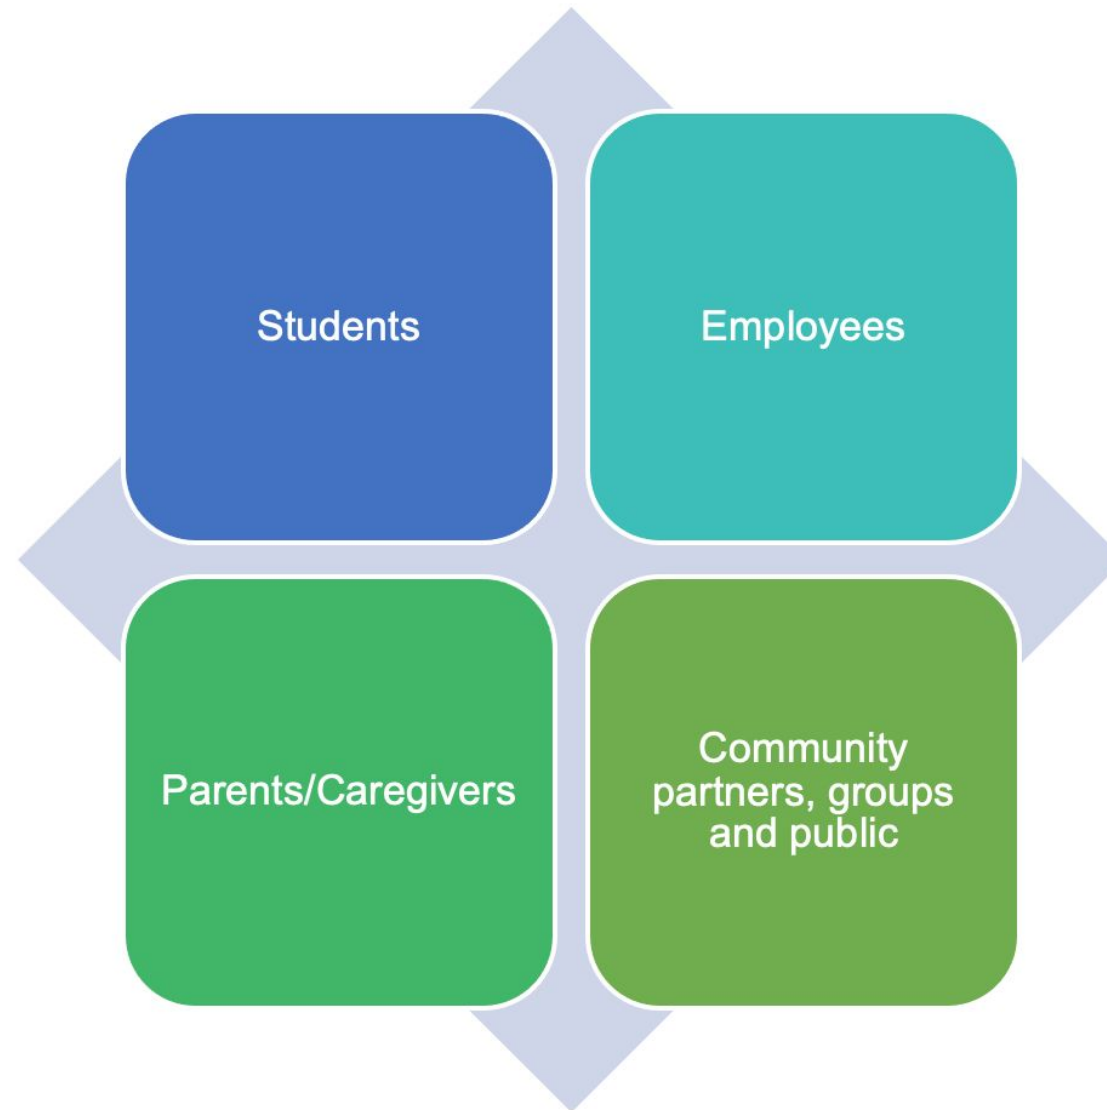 Students
Employees
Parents/Caregivers
Community
partners, groups
and public